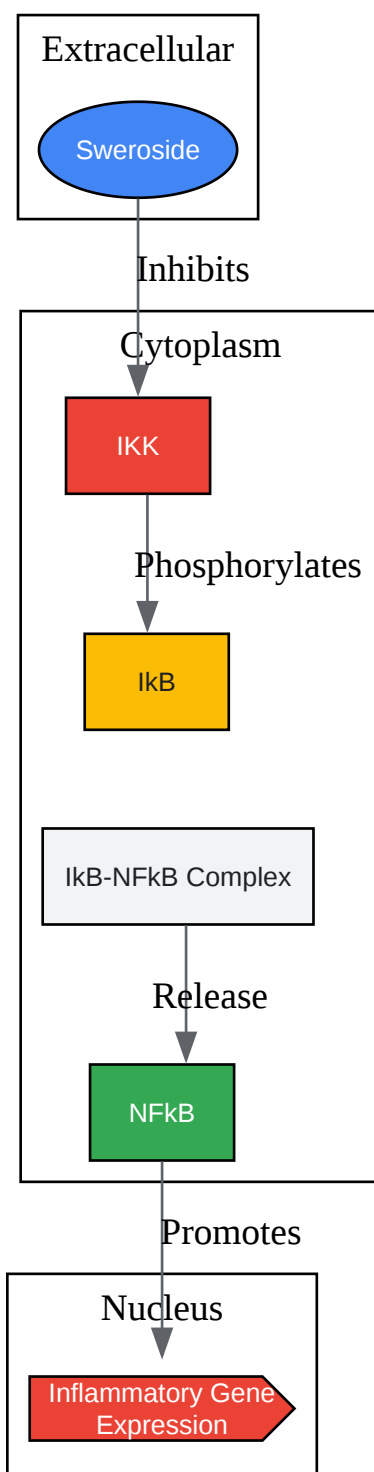 Extracellular
Sweroside
Inhibits
Cytoplasm
IKK
Phosphorylates
IkB
IkB-NFkB Complex
Release
NFkB
Promotes
Nucleus
Inflammatory Gene
Expression